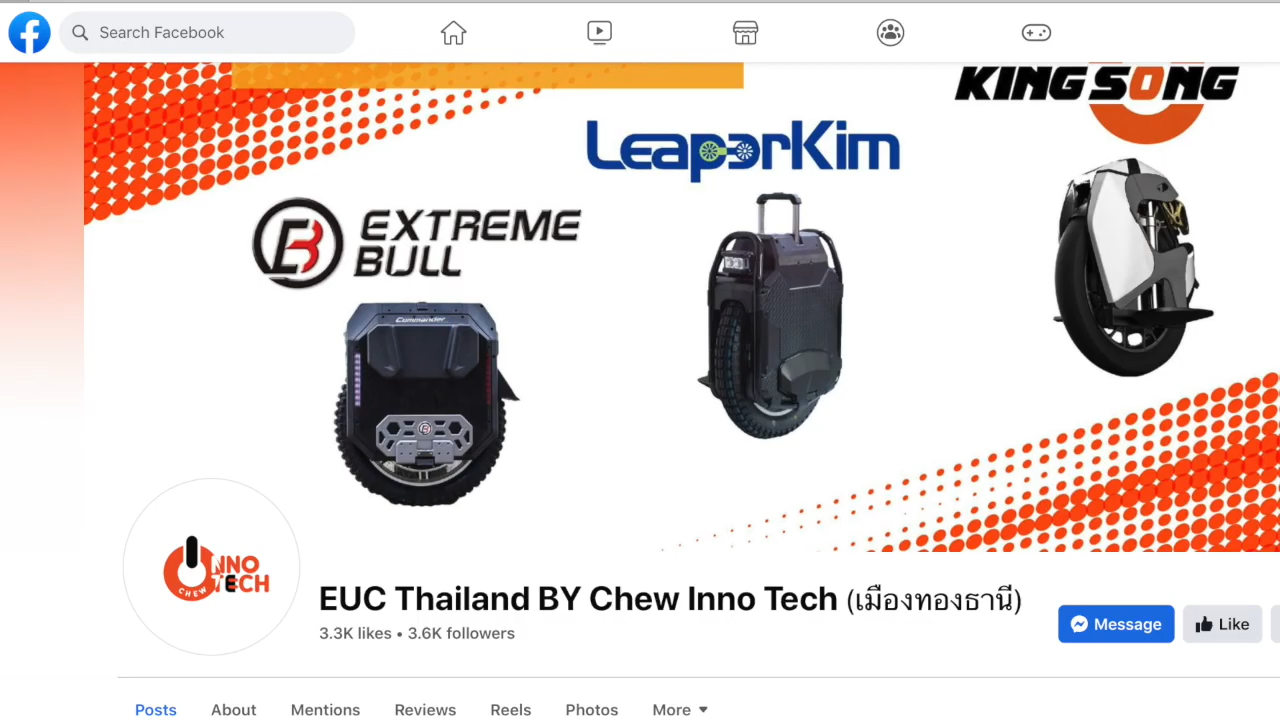 Search Facebook
KING SONG
LeaperKim
EXTREME
BULL
Commander
INNO
TECH
CHEW
EUC Thailand BY Chew Inno Tech (เมืองทองธานี)
3.3K likes • 3.6K followers
Message
Like
Posts
About
Mentions
Reviews
Reels
Photos
More